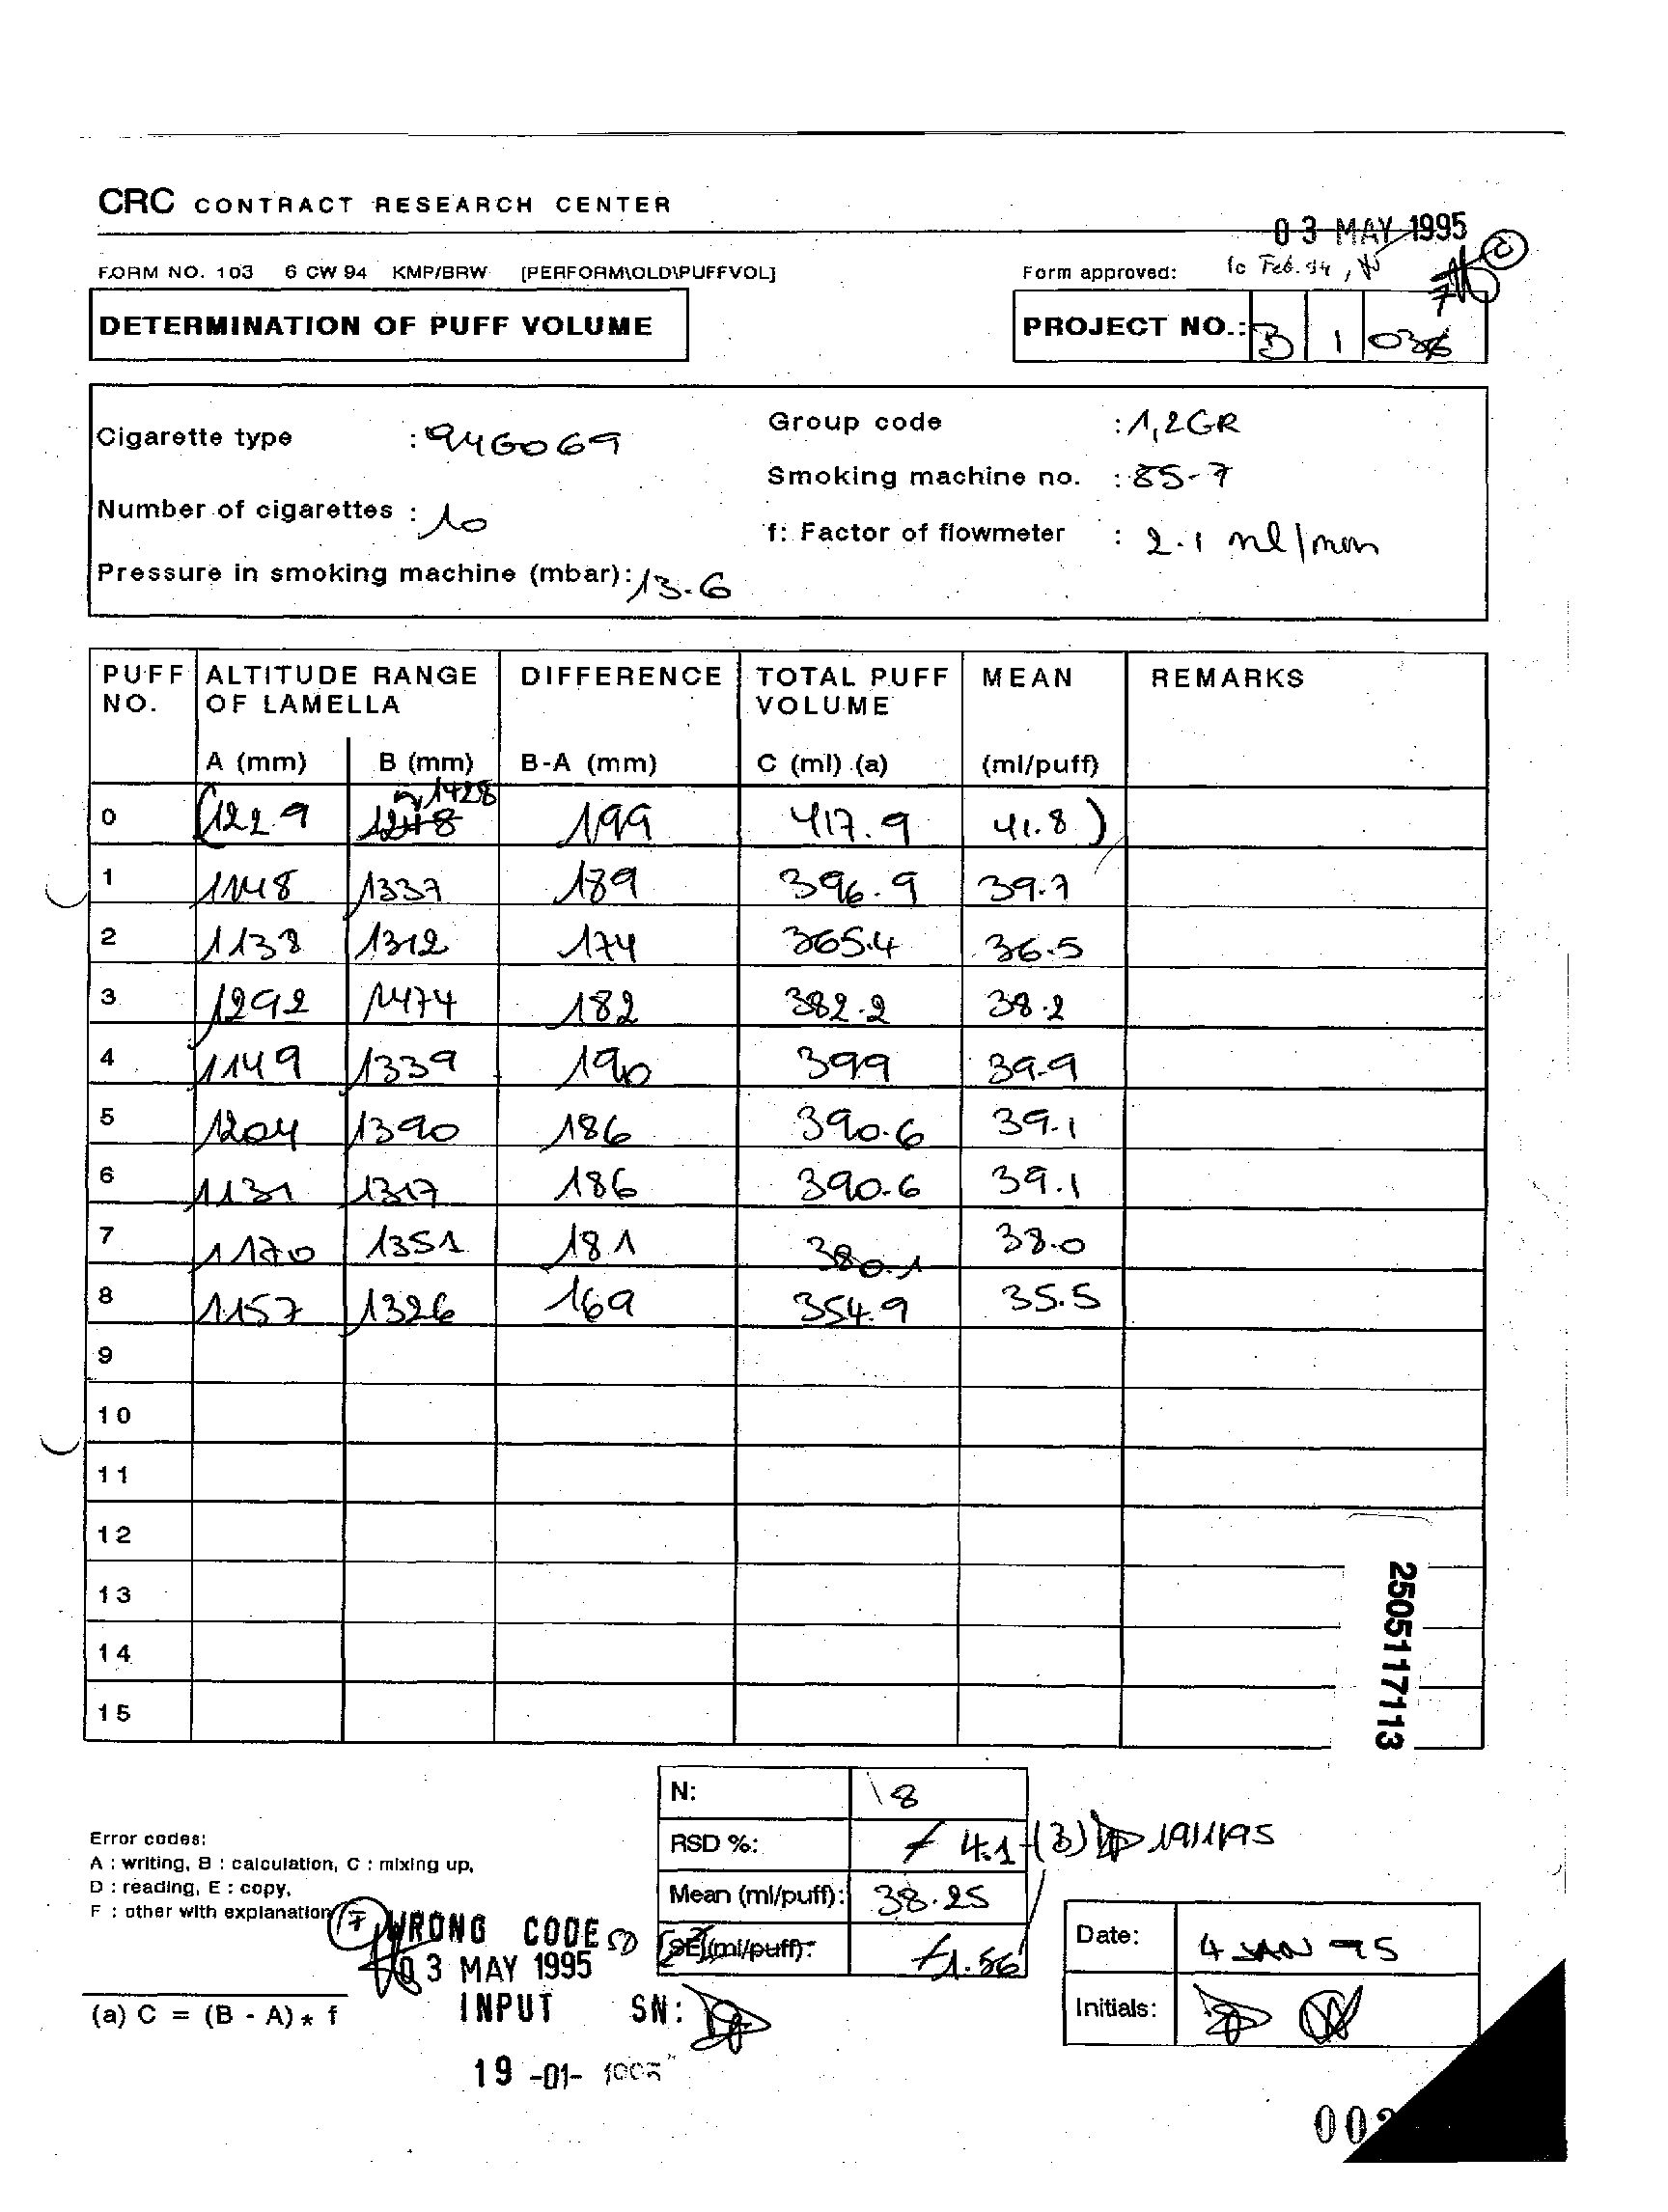 CRC CONTRACT RESEARCH CENTER
03 MAY 1995
FORM NO. 103 6 CW 94 KMP/BRW [PERFORM\OLD\PUFFVOL]
Form approved: 10 Feb. 94,
DETERMINATION OF PUFF VOLUME
PROJECT NO.: B 1 03
Cigarette type : 94G069
Group code : 1,2GR
Smoking machine no. : 85-7
Number of cigarettes : 10
f: Factor of flowmeter : 2.1 ml/mm
Pressure in smoking machine (mbar): 13.6
PUFF NO. ALTITUDE RANGE OF LAMELLA DIFFERENCE TOTAL PUFF VOLUME MEAN REMARKS
A (mm) B (mm) B-A (mm) C (ml) (a) (ml/puff)
1428
0 (1229 1248 199 417.9 41.8)
1 1148 1337 189 396.9 39.7
2 1138 1312 174 365.4 36.5
3 1292 1474 182 382.2 38.2
4 1149 1339 190 399 39.9
5 1204 1390 186 390.6 39.1
6 1131 1317 186 390.6 39.1
7 1170 1351 181 380.1 38.0
8 1157 1326 169 354.9 35.5
9
10
11
12
13
14
15
2505117113
N: 8
RSD %: 4.1 (B) 19/1/95
Mean (ml/puff): 38.25
SE (ml/puff): 1.56
Error codes:
A : writing, B : calculation, C : mixing up,
D : reading, E : copy,
F : other with explanation
F WRONG CODE
03 MAY 1995
INPUT SN:
19 -01- 1995
(a) C = (B - A) * f
Date: 4 JAN 95
Initials:
002